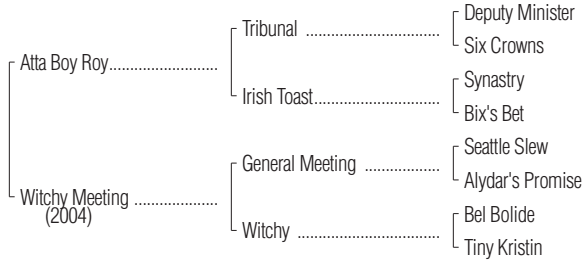 Deputy Minister
Tribunal ........................................
Six Crowns
Atta Boy Roy................................
Synastry
Irish Toast.....................................
Bix's Bet
Seattle Slew
General Meeting ......................
Alydar's Promise
Witchy Meeting ........................
(2004)
Bel Bolide
Witchy ..........................................
Tiny Kristin